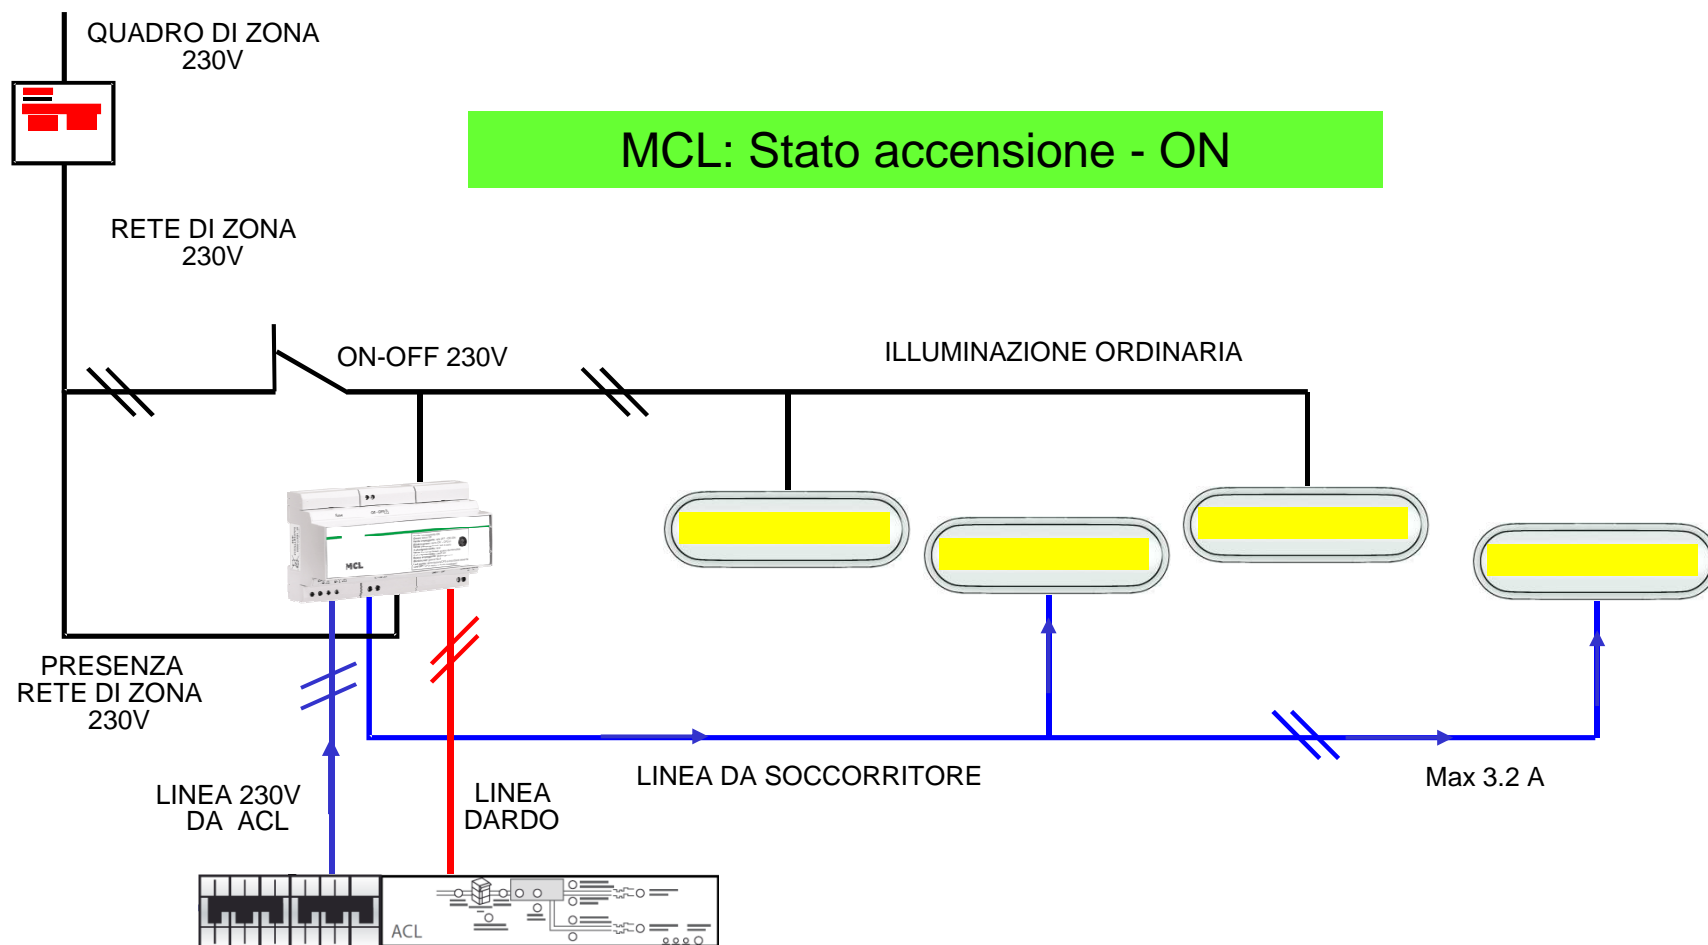 QUADRO DI ZONA
230V
MCL: Stato accensione - ON
RETE DI ZONA
230V
ON-OFF 230V
ILLUMINAZIONE ORDINARIA
MCL
PRESENZA
RETE DI ZONA
230V
LINEA DA SOCCORRITORE
Max 3.2 A
LINEA 230V
DA ACL
LINEA
DARDO
ACL